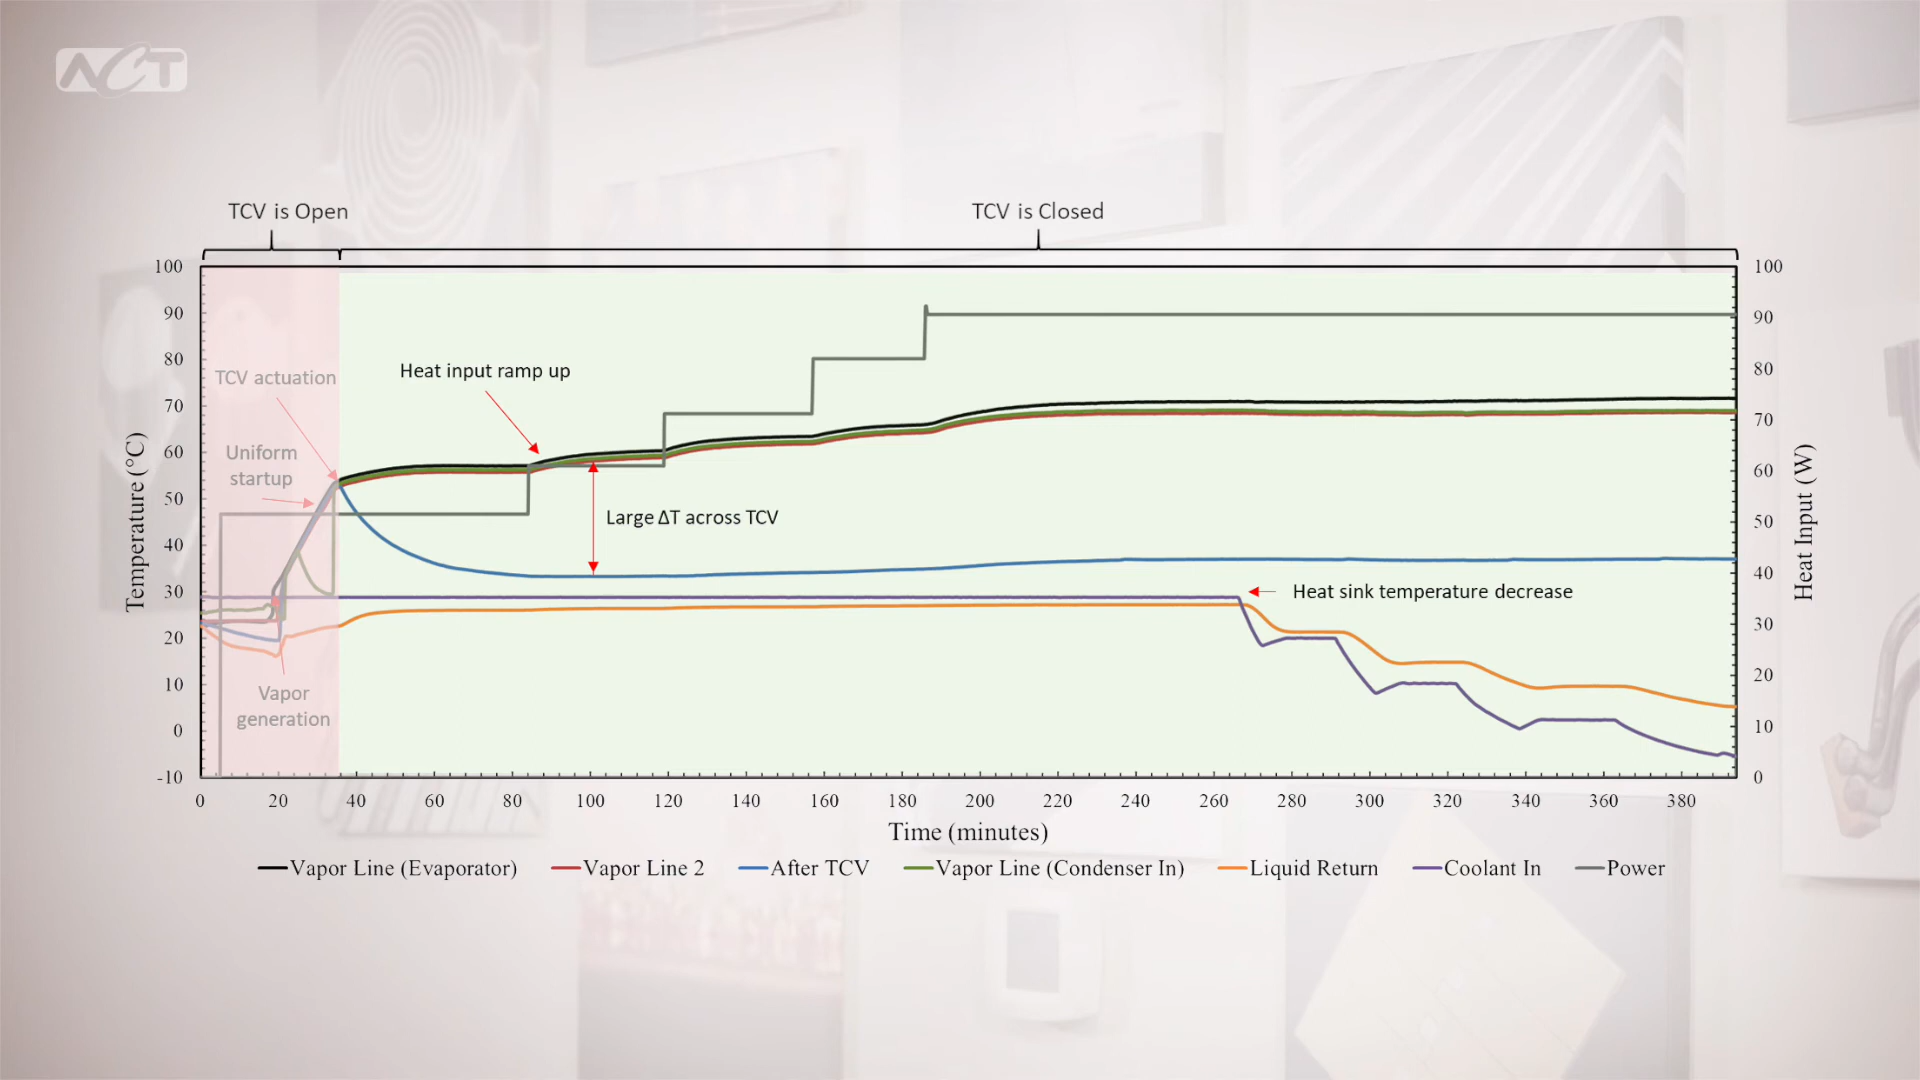 ACT
TCV is Open
TCV is Closed
100
90
80
70
60
50
40
30
20
10
0
-10
Temperature (°C)
100
90
80
70
60
50
40
30
20
10
0
Heat Input (W)
TCV actuation
Uniform
startup
Vapor
generation
Heat input ramp up
Large ΔT across TCV
Heat sink temperature decrease
0 20 40 60 80 100 120 140 160 180 200 220 240 260 280 300 320 340 360 380
Time (minutes)
Vapor Line (Evaporator) Vapor Line 2 After TCV Vapor Line (Condenser In) Liquid Return Coolant In Power